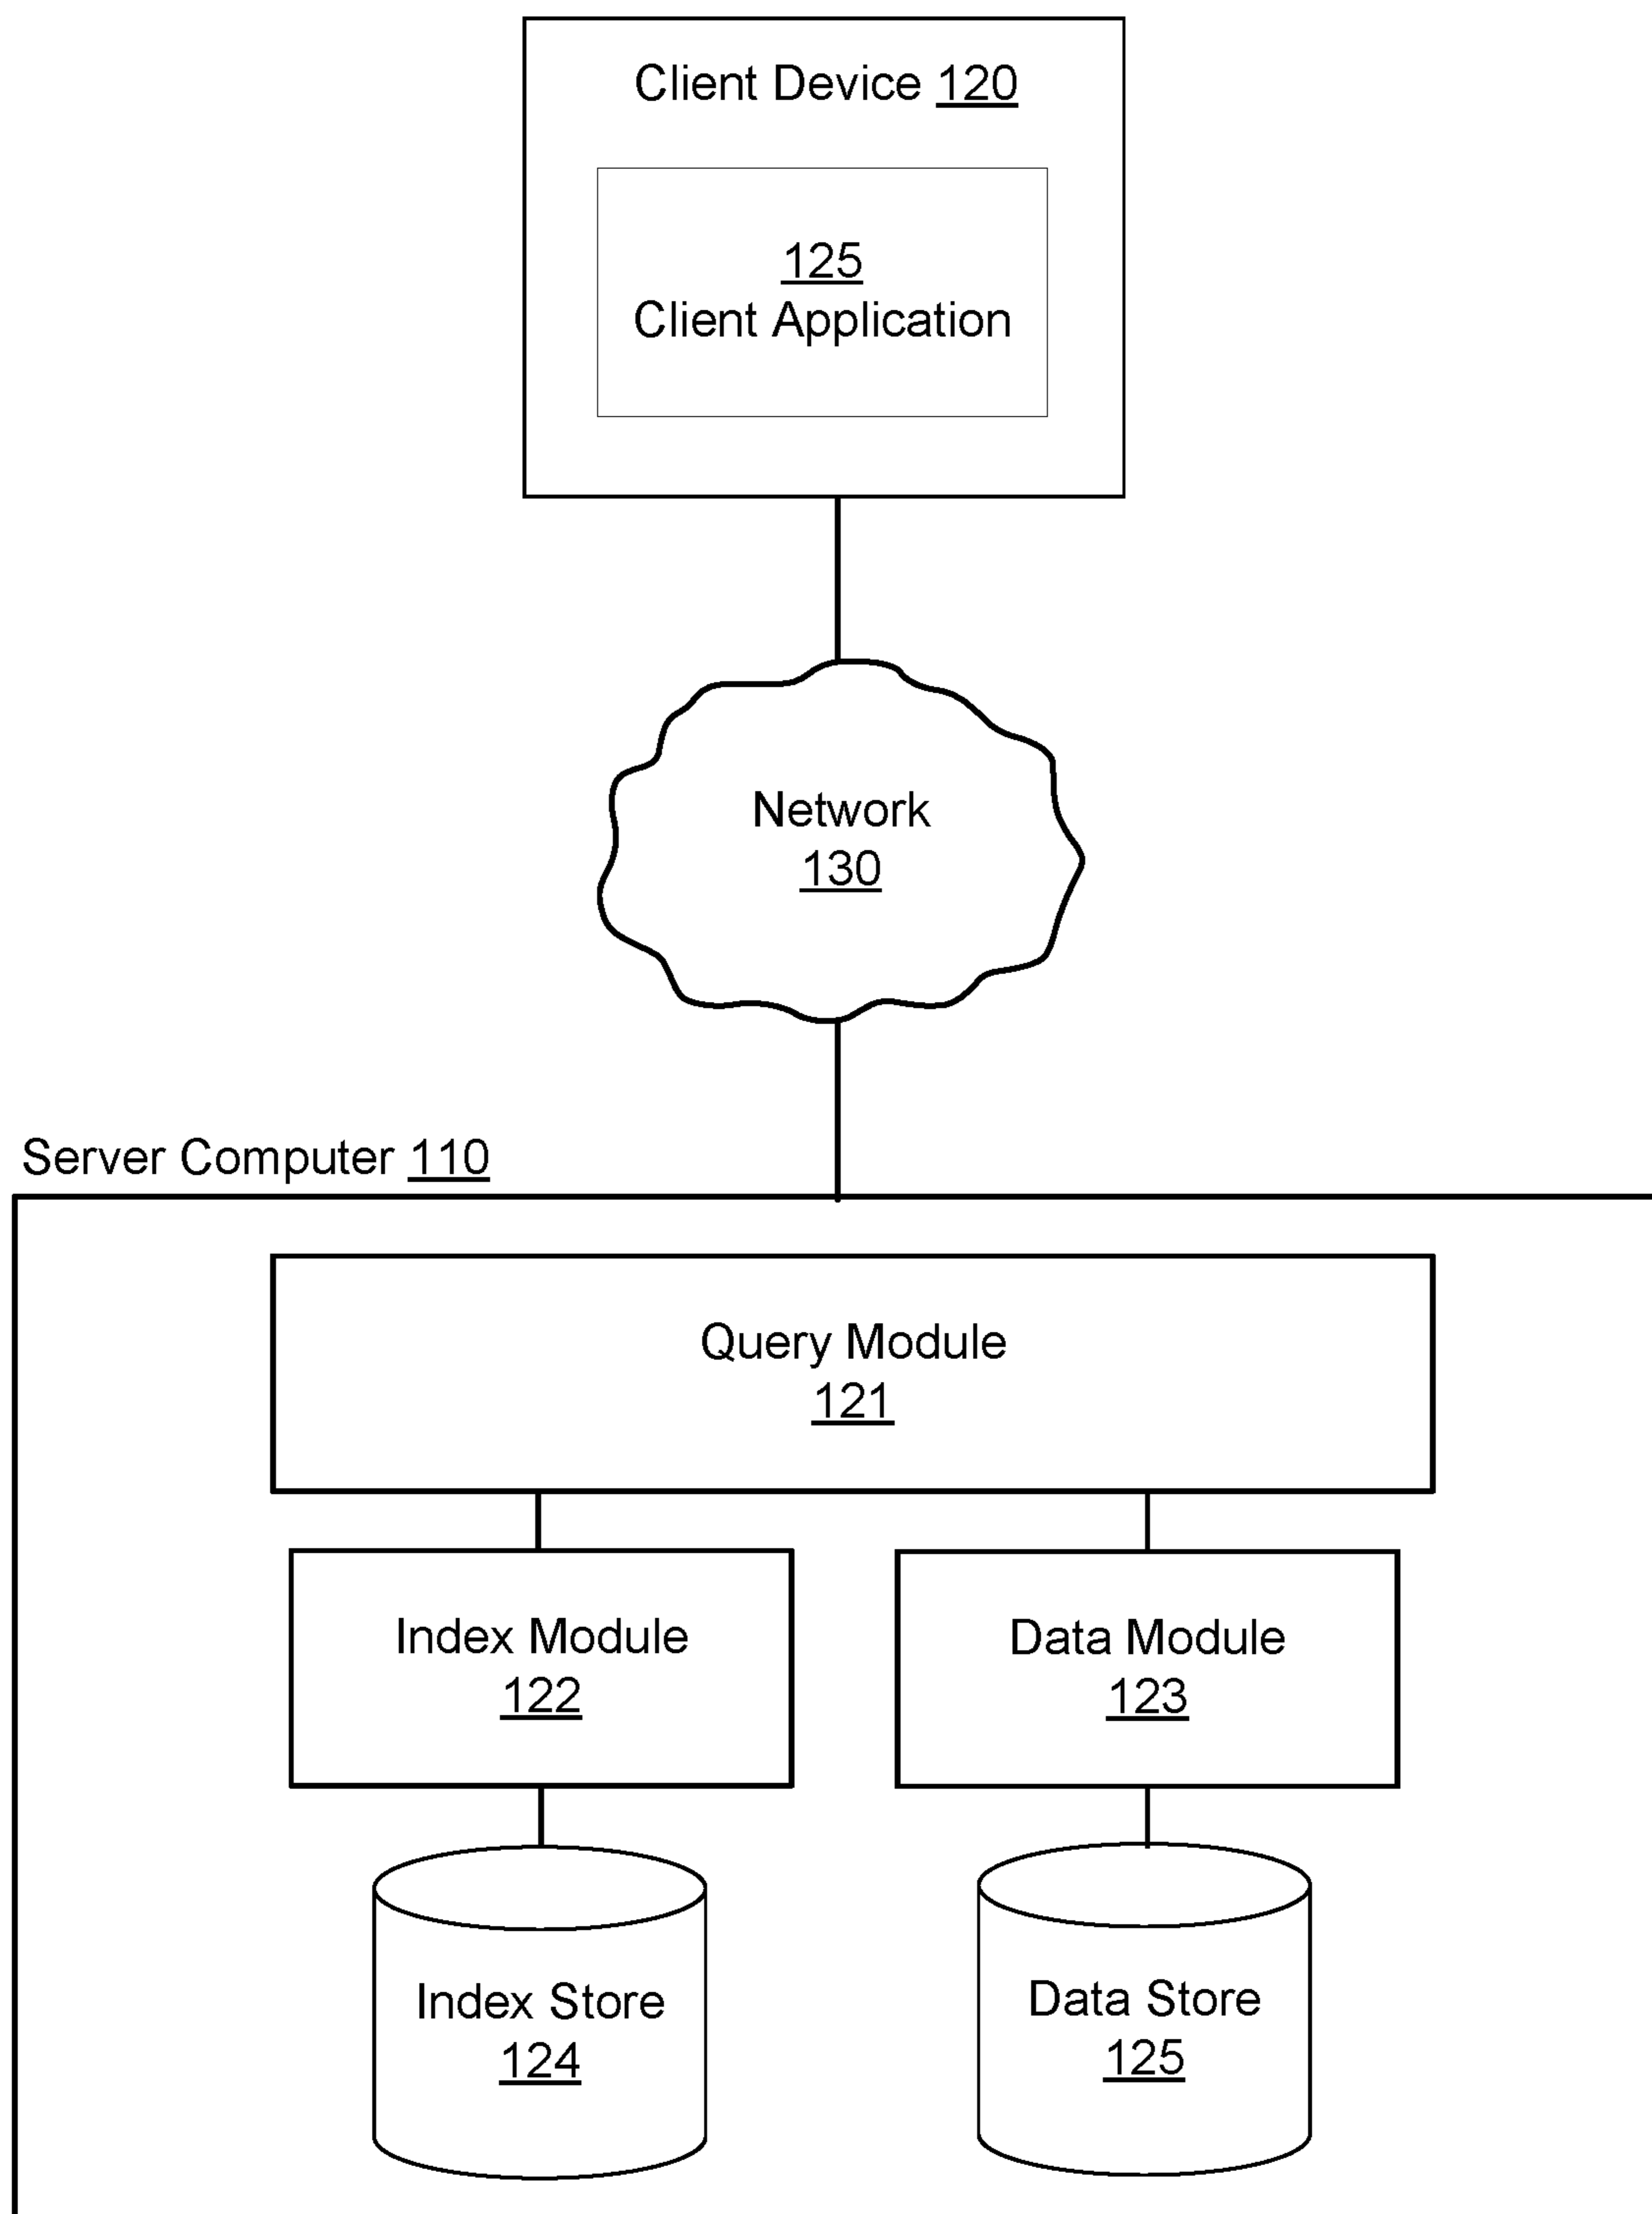 Client Device 120
125
Client Application
Network
130
Server Computer 110
Query Module
121
Index Module
122
Data Module
123
Index Store
124
Data Store
125